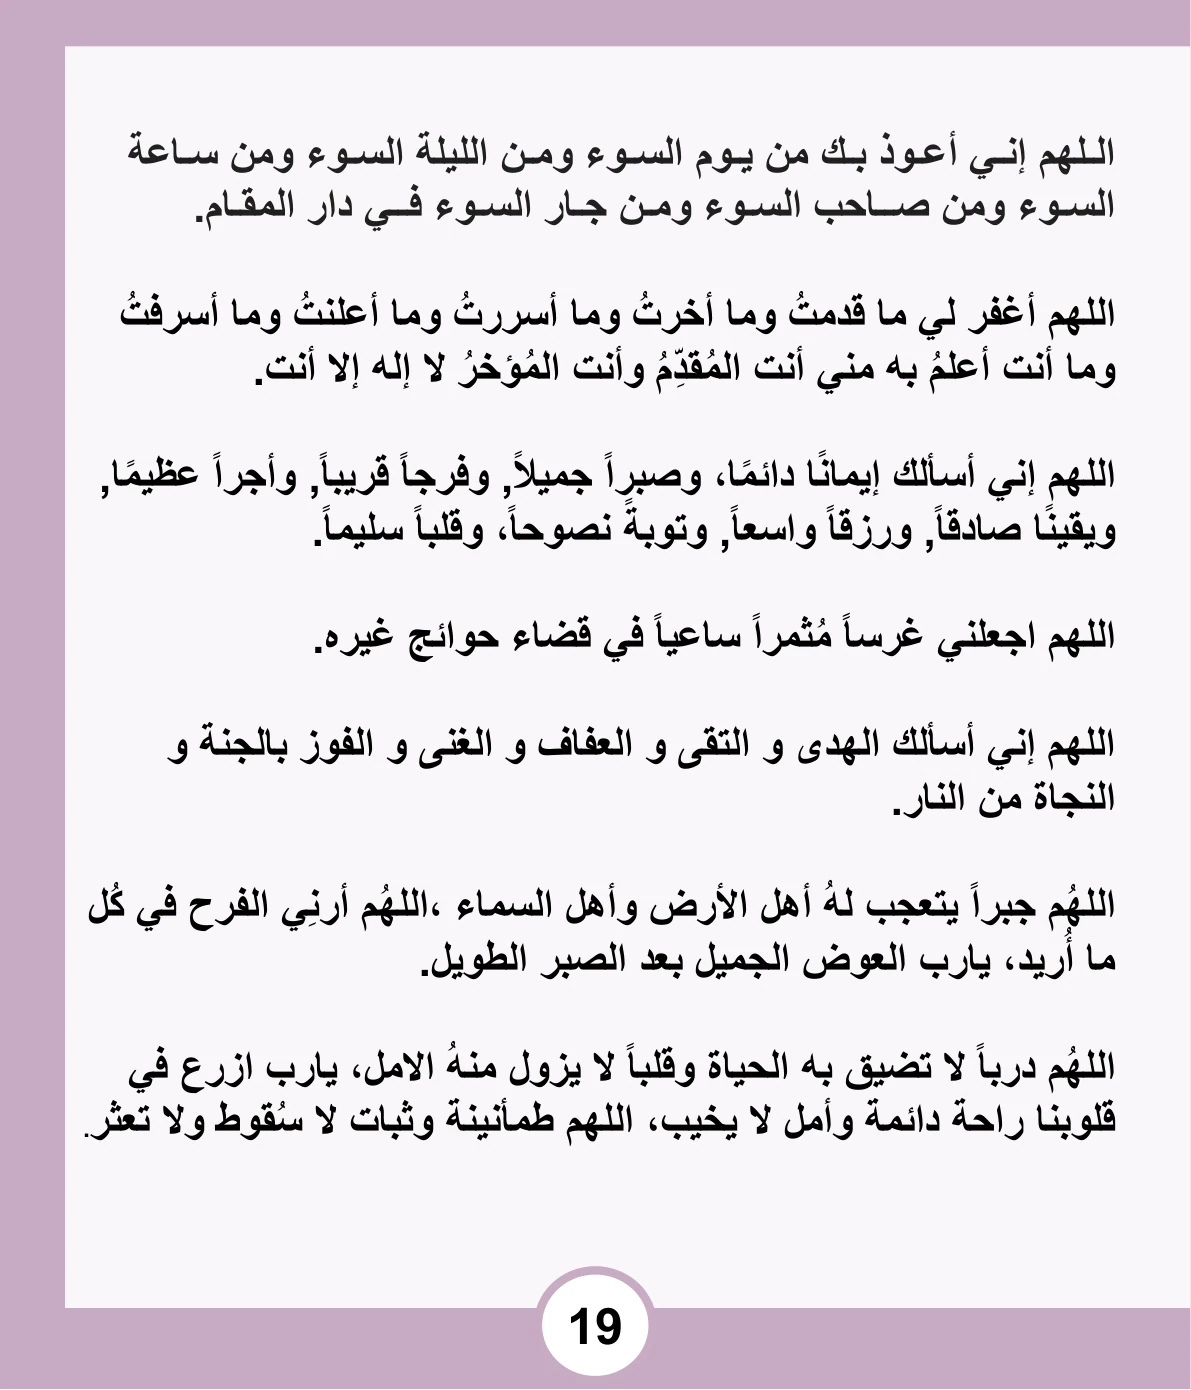 اللهم إني أعوذ بك من يوم السوء ومن الليلة السوء ومن ساعة
السوء ومن صاحب السوء ومن جار السوء في دار المقام.
اللهم أغفر لي ما قدمتُ وما أخرتُ وما أسررتُ وما أعلنتُ وما أسرفتُ
وما أنت أعلمُ به مني أنت المُقدِّمُ وأنت المُؤخرُ لا إله إلا أنت.
اللهم إني أسألك إيمانًا دائمًا، وصبراً جميلاً, وفرجاً قريباً, وأجراً عظيمًا,
ويقينًا صادقاً, ورزقاً واسعاً, وتوبةً نصوحاً، وقلباً سليماً.
اللهم اجعلني غرساً مُثمراً ساعياً في قضاء حوائج غيره.
اللهم إني أسألك الهدى و التقى و العفاف و الغنى و الفوز بالجنة و
النجاة من النار.
اللهُم جبراً يتعجب لهُ أهل الأرض وأهل السماء ،اللهُم أرنِي الفرح في كُل
ما أُريد، يارب العوض الجميل بعد الصبر الطويل.
اللهُم درباً لا تضيق به الحياة وقلباً لا يزول منهُ الامل، يارب ازرع في
قلوبنا راحة دائمة وأمل لا يخيب، اللهم طمأنينة وثبات لا سُقوط ولا تعثر.
19